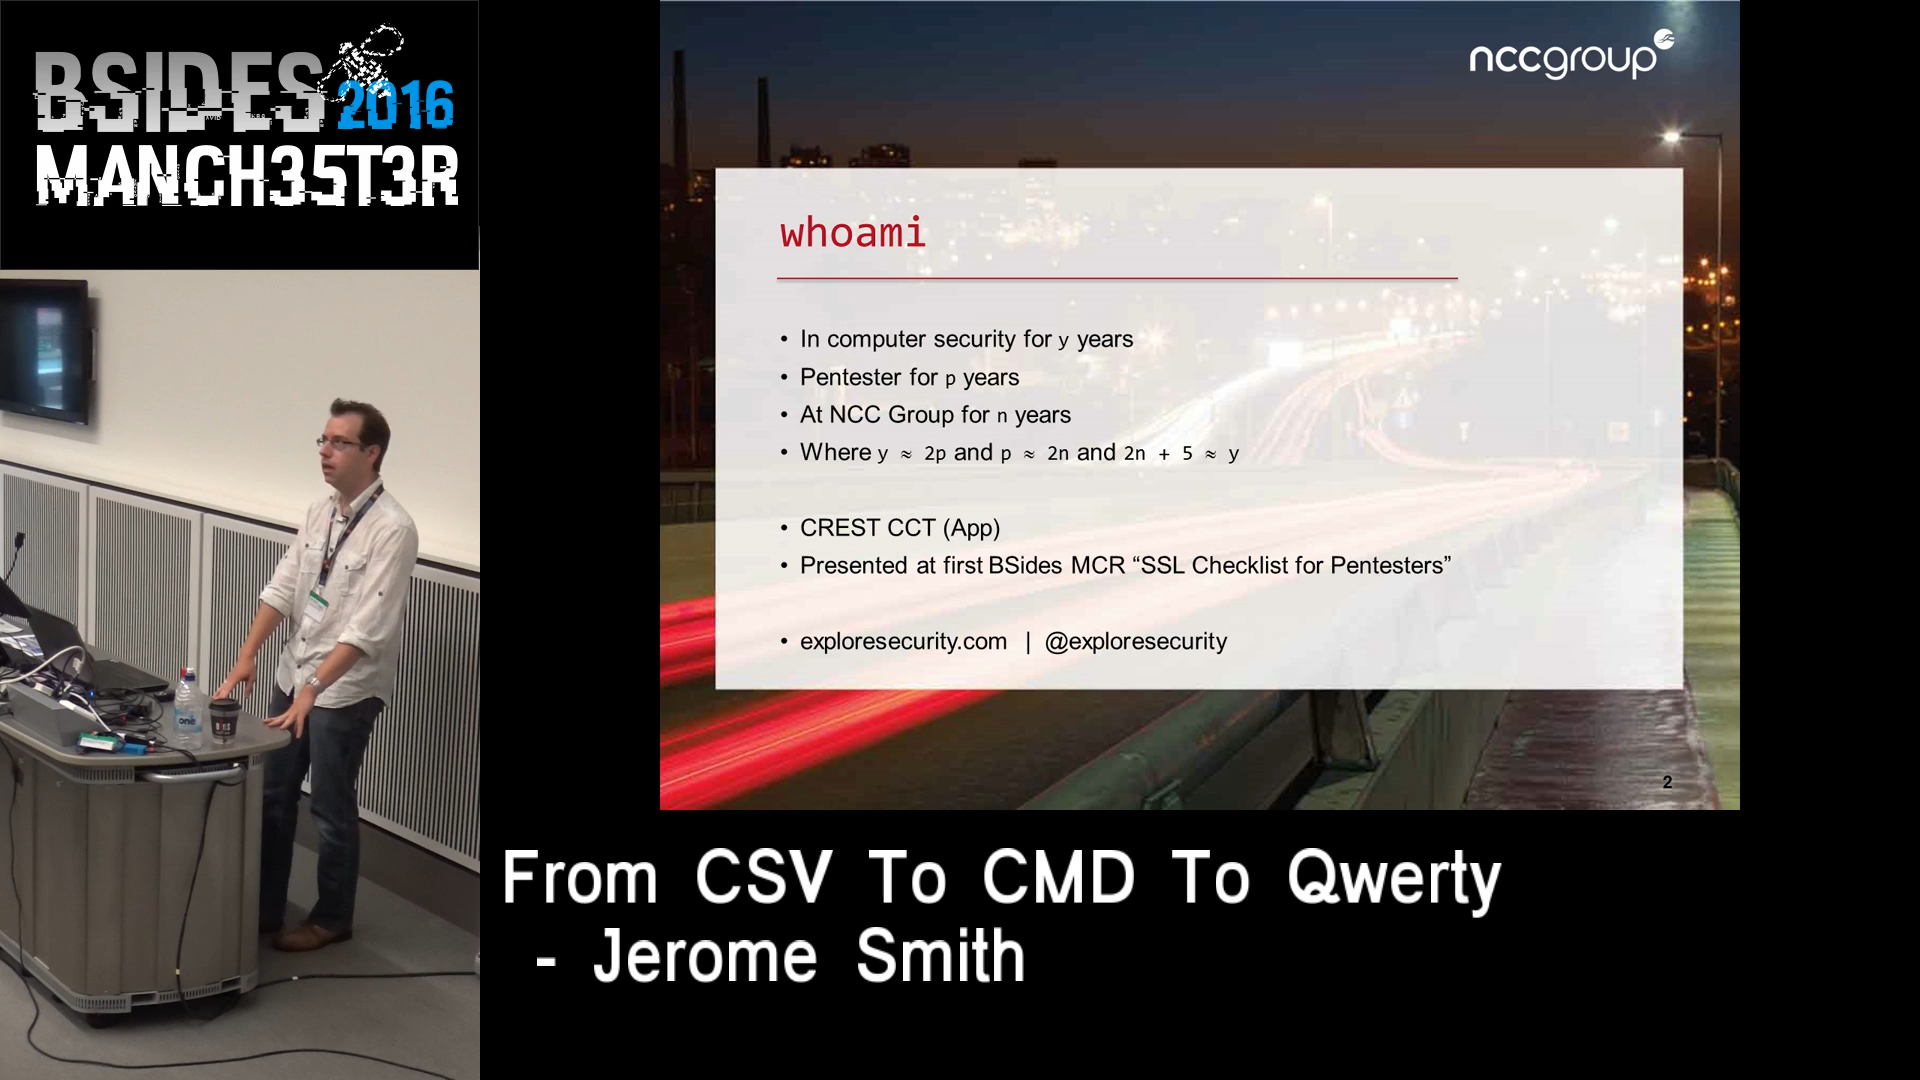 BSIDES 2016
MANCH35T3R
nccgroup
whoami
• In computer security for y years
• Pentester for p years
• At NCC Group for n years
• Where y ≈ 2p and p ≈ 2n and 2n + 5 ≈ y
• CREST CCT (App)
• Presented at first BSides MCR “SSL Checklist for Pentesters”
• exploresecurity.com | @exploresecurity
2
one
From CSV To CMD To Qwerty
- Jerome Smith